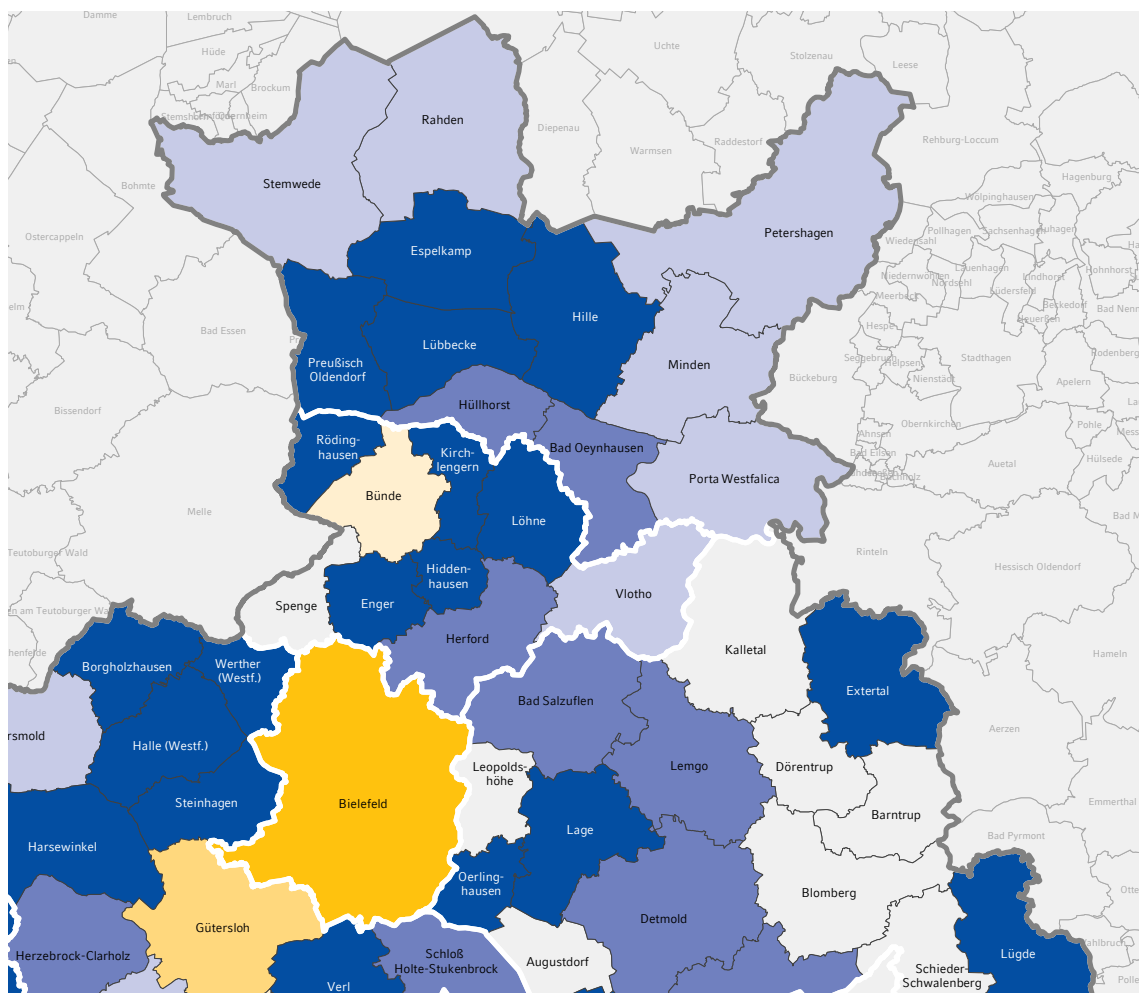 Damme
Lembruch
Hüde
Marl
Brockum
Uchte
Stolzenau
Leese
Diepenau
Warmsen
Raddestorf
Rehburg-Loccum
Hagenburg
Wölpinghausen
Pollhagen
Sachsenhagen
Wiedensahl
Rahden
Stemwede
Petershagen
Bohmte
Ostercappeln
Bad Essen
Espelkamp
Hille
Lübbecke
Preußisch
Oldendorf
Niedernwöhren
Lauenhagen
Nordsehl
Lindhorst
Lüdersfeld
Hohnhorst
Meerbeck
Beckedorf
Heuerßen
Bad Nenn
Hespe
Seggebruch
Helpsen
Nienstädt
Stadthagen
Rodenberg
Apelern
Bückeburg
Minden
Bissendorf
Hüllhorst
Obernkirchen
Pohle
Ahnsen
Bad Eilsen
Buchholz
Auetal
Hülsede
Röding-
hausen
Kirch-
lengern
Bad Oeynhausen
Porta Westfalica
Bünde
Löhne
Melle
Teutoburger Wald
Rinteln
Hessisch Oldendorf
Hidden-
hausen
Enger
Spenge
Vlotho
Herford
Kalletal
Hameln
Borgholzhausen
Werther
(Westf.)
Extertal
Bad Salzuflen
Aerzen
rsmold
Halle (Westf.)
Leopolds-
höhe
Lemgo
Dörentrup
Barntrup
Emmerthal
Steinhagen
Bielefeld
Lage
Bad Pyrmont
Harsewinkel
Oerling-
hausen
Blomberg
Gütersloh
Detmold
Herzebrock-Clarholz
Schloß
Holte-Stukenbrock
Augustdorf
Verl
Schieder-
Schwalenberg
Lügde